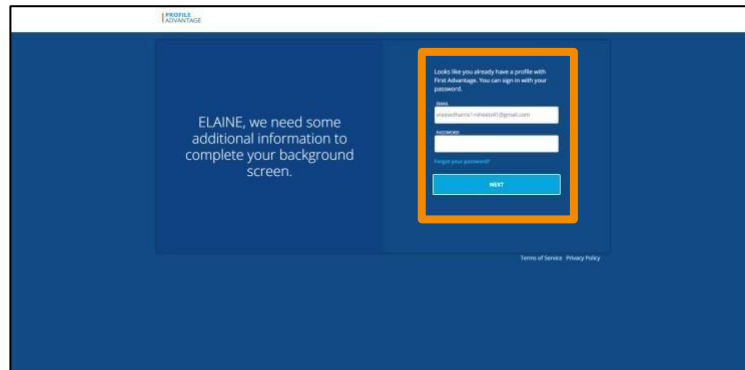 PROFILE
ADVANTAGE
ELAINE, we need some
additional information to
complete your background
screen.
Looks like you already have a profile with
First Advantage. You can sign in with your
password.
EMAIL
PASSWORD
Forgot your password?
NEXT
Terms of Service Privacy Policy